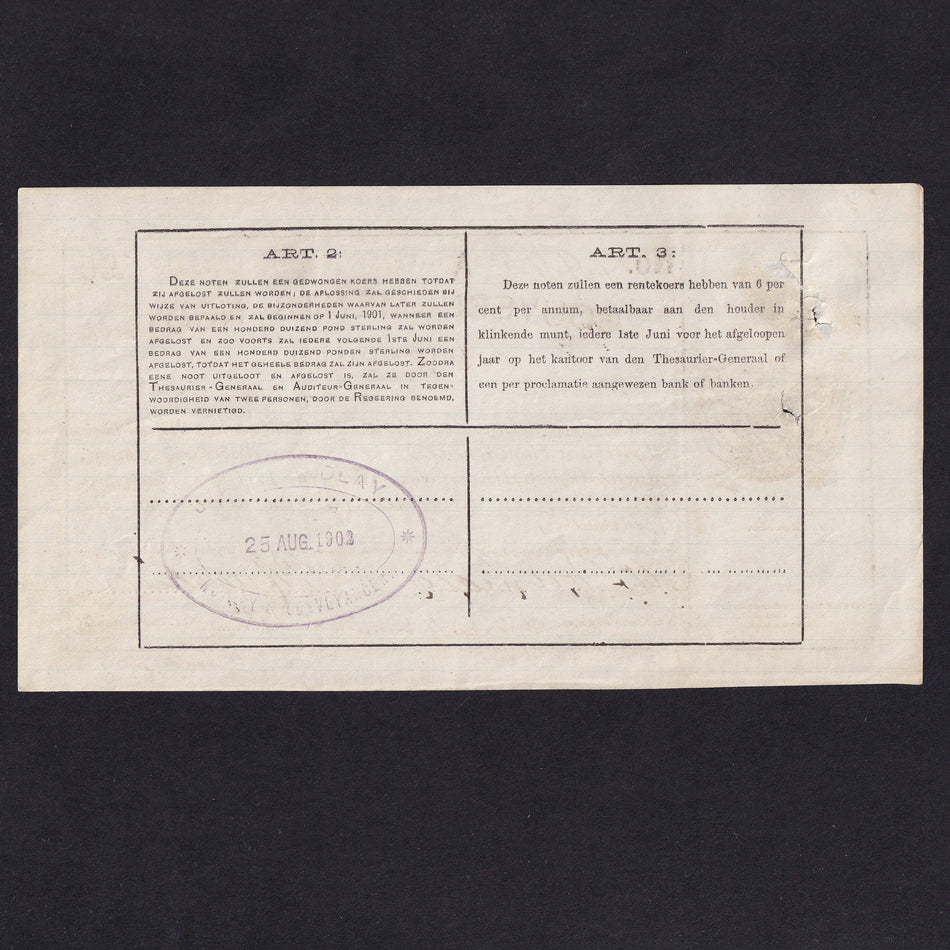 ART. 2:
DEZE NOTEN ZULLEN EEN GEDWONGEN KOERS HEBBEN TOTDAT
ZIJ AFGELOST ZULLEN WORDEN; DE AFLOSSING ZAL GESCHIEDEN BIJ
WIJZE VAN UITLOTING, DE BIJZONDERHEDEN WAARVAN LATER ZULLEN
WORDEN BEPAALD EN ZAL BEGINNEN OP 1 JUNI, 1901, WANNEER EEN
BEDRAG VAN EEN HONDERD DUIZEND POND STERLING ZAL WORDEN
AFGELOST EN ZOO VOORTS ZAL IEDERE VOLGENDE 1STE JUNI EEN
BEDRAG VAN EEN HONDERD DUIZEND PONDEN STERLING WORDEN
AFGELOST, TOTDAT HET GEHEELE BEDRAG ZAL ZIJN AFGELOST. ZOODRA
EENE NOOT UITGELOOT EN AFGELOST IS, ZAL ZE DOOR DEN
THESAURIER-GENERAAL EN AUDITEUR-GENERAAL IN TEGEN-
WOORDIGHEID VAN TWEE PERSONEN, DOOR DE REGEERING BENOEMD,
WORDEN VERNIETIGD.
ART. 3:
Deze noten zullen een rentekoers hebben van 6 per
cent per annum, betaalbaar aan den houder in
klinkende munt, iedere 1ste Juni voor het afgeloopen
jaar op het kantoor van den Thesaurier-Generaal of
een per proclamatie aangewezen bank of banken.
25 AUG. 1902